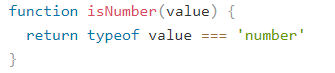 function isNumber(value) {
  return typeof value === 'number'
}